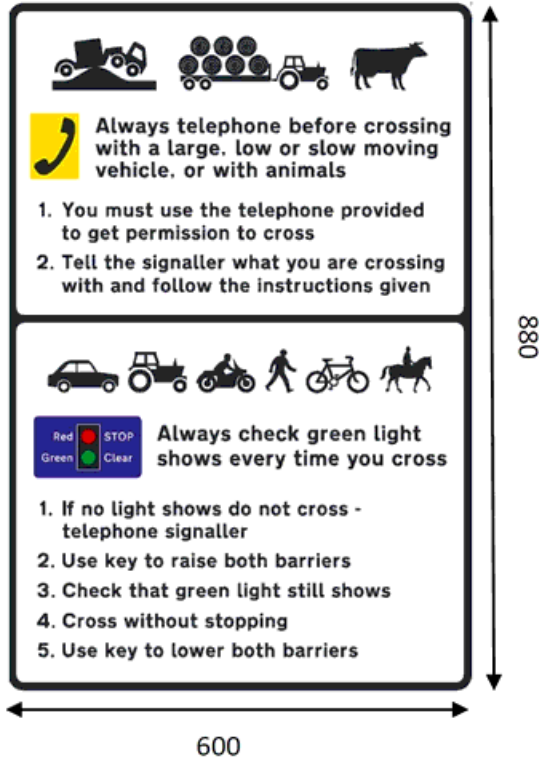 Always telephone before crossing
with a large, low or slow moving
vehicle, or with animals
1. You must use the telephone provided
to get permission to cross
2. Tell the signaller what you are crossing
with and follow the instructions given
Red STOP
Green Clear
Always check green light
shows every time you cross
1. If no light shows do not cross -
telephone signaller
2. Use key to raise both barriers
3. Check that green light still shows
4. Cross without stopping
5. Use key to lower both barriers
880
600